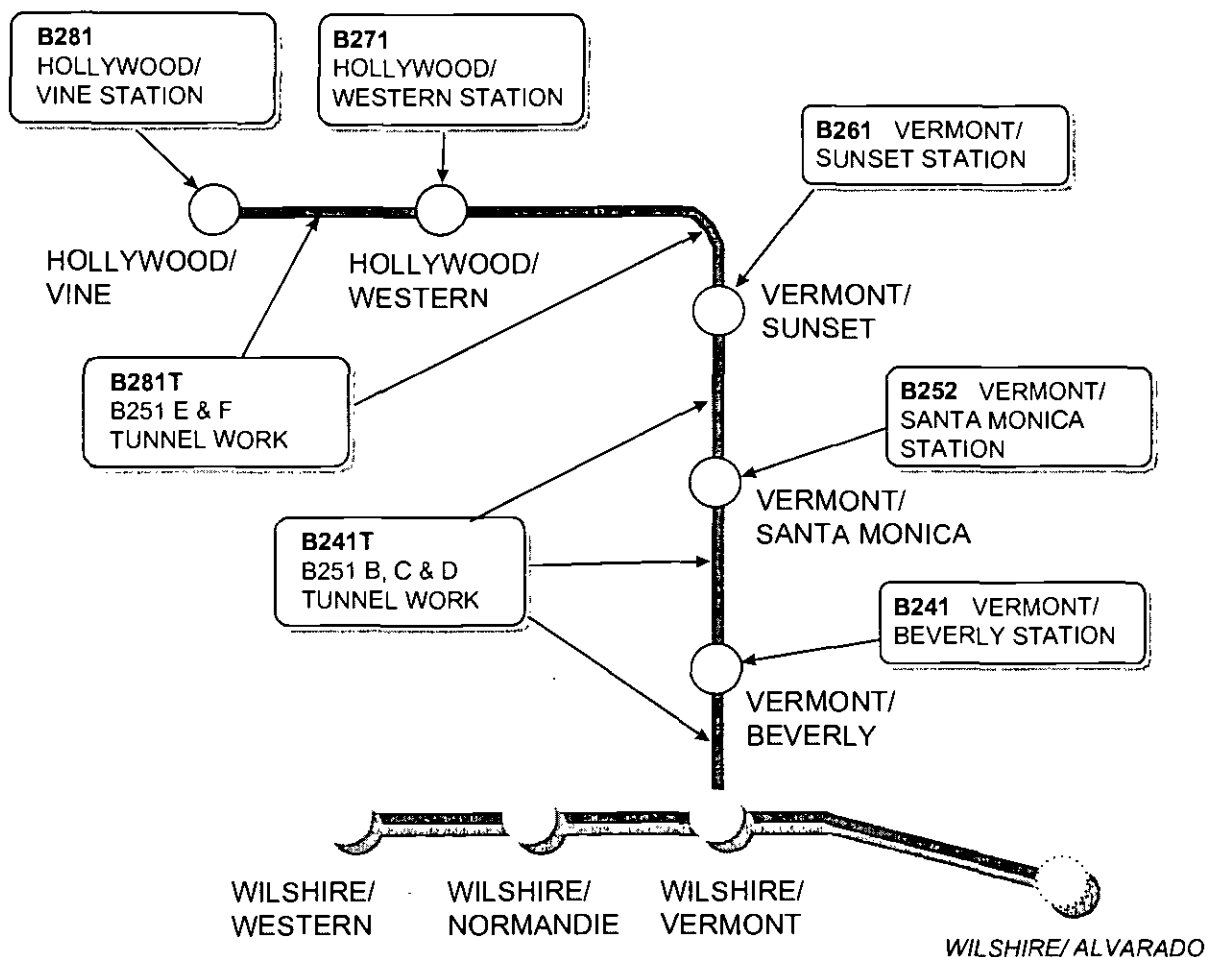 B281
HOLLYWOOD/
VINE STATION
B271
HOLLYWOOD/
WESTERN STATION
B261 VERMONT/
SUNSET STATION
HOLLYWOOD/
VINE
HOLLYWOOD/
WESTERN
VERMONT/
SUNSET
B281T
B251 E & F
TUNNEL WORK
B252 VERMONT/
SANTA MONICA
STATION
VERMONT/
SANTA MONICA
B241T
B251 B, C & D
TUNNEL WORK
B241 VERMONT/
BEVERLY STATION
VERMONT/
BEVERLY
WILSHIRE/
WESTERN
WILSHIRE/
NORMANDIE
WILSHIRE/
VERMONT
WILSHIRE/ ALVARADO